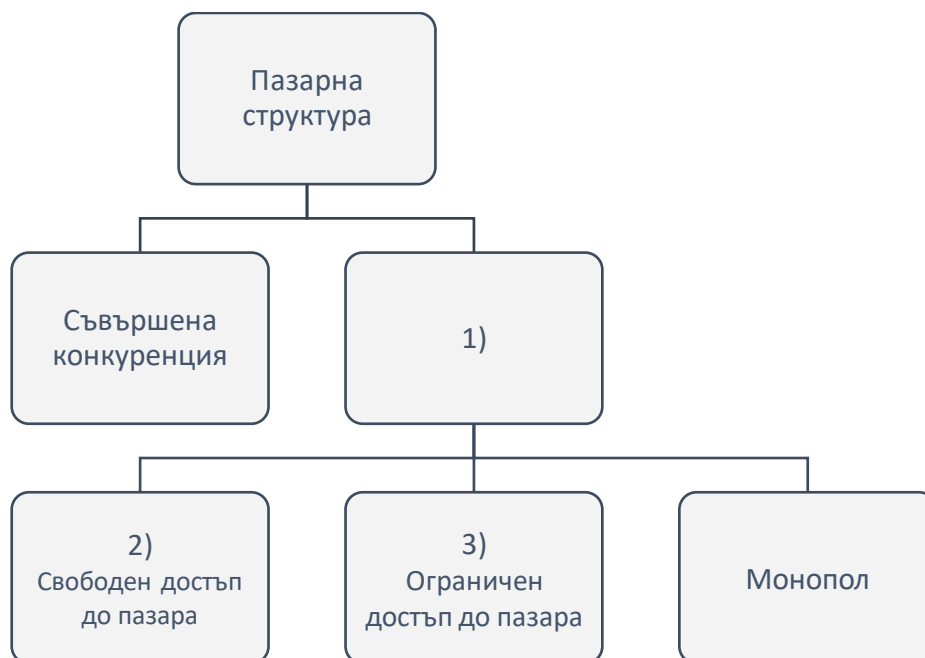 Пазарна
структура
Съвършена
конкуренция
1)
2)
Свободен достъп
до пазара
3)
Ограничен
достъп до пазара
Монопол